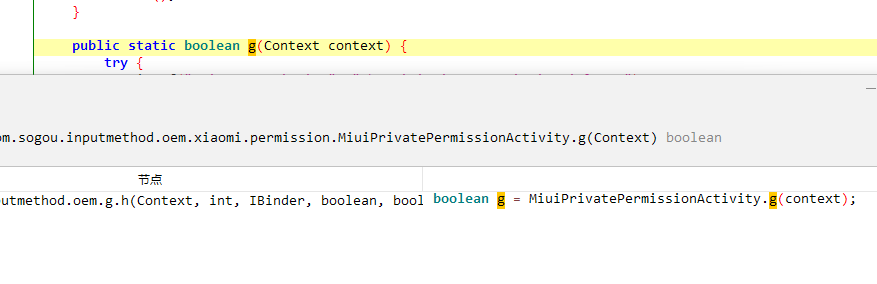 }
public static boolean g(Context context) {
try {
om.sogou.inputmethod.oem.xiaomi.permission.MiuiPrivatePermissionActivity.g(Context) boolean
节点
utmethod.oem.g.h(Context, int, IBinder, boolean, bool boolean g = MiuiPrivatePermissionActivity.g(context);